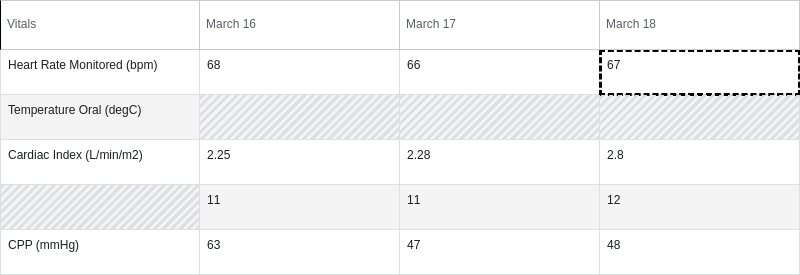 Vitals March 16 March 17 March 18
Heart Rate Monitored (bpm) 68 66 67
Temperature Oral (degC)
Cardiac Index (L/min/m2) 2.25 2.28 2.8
11 11 12
CPP (mmHg) 63 47 48